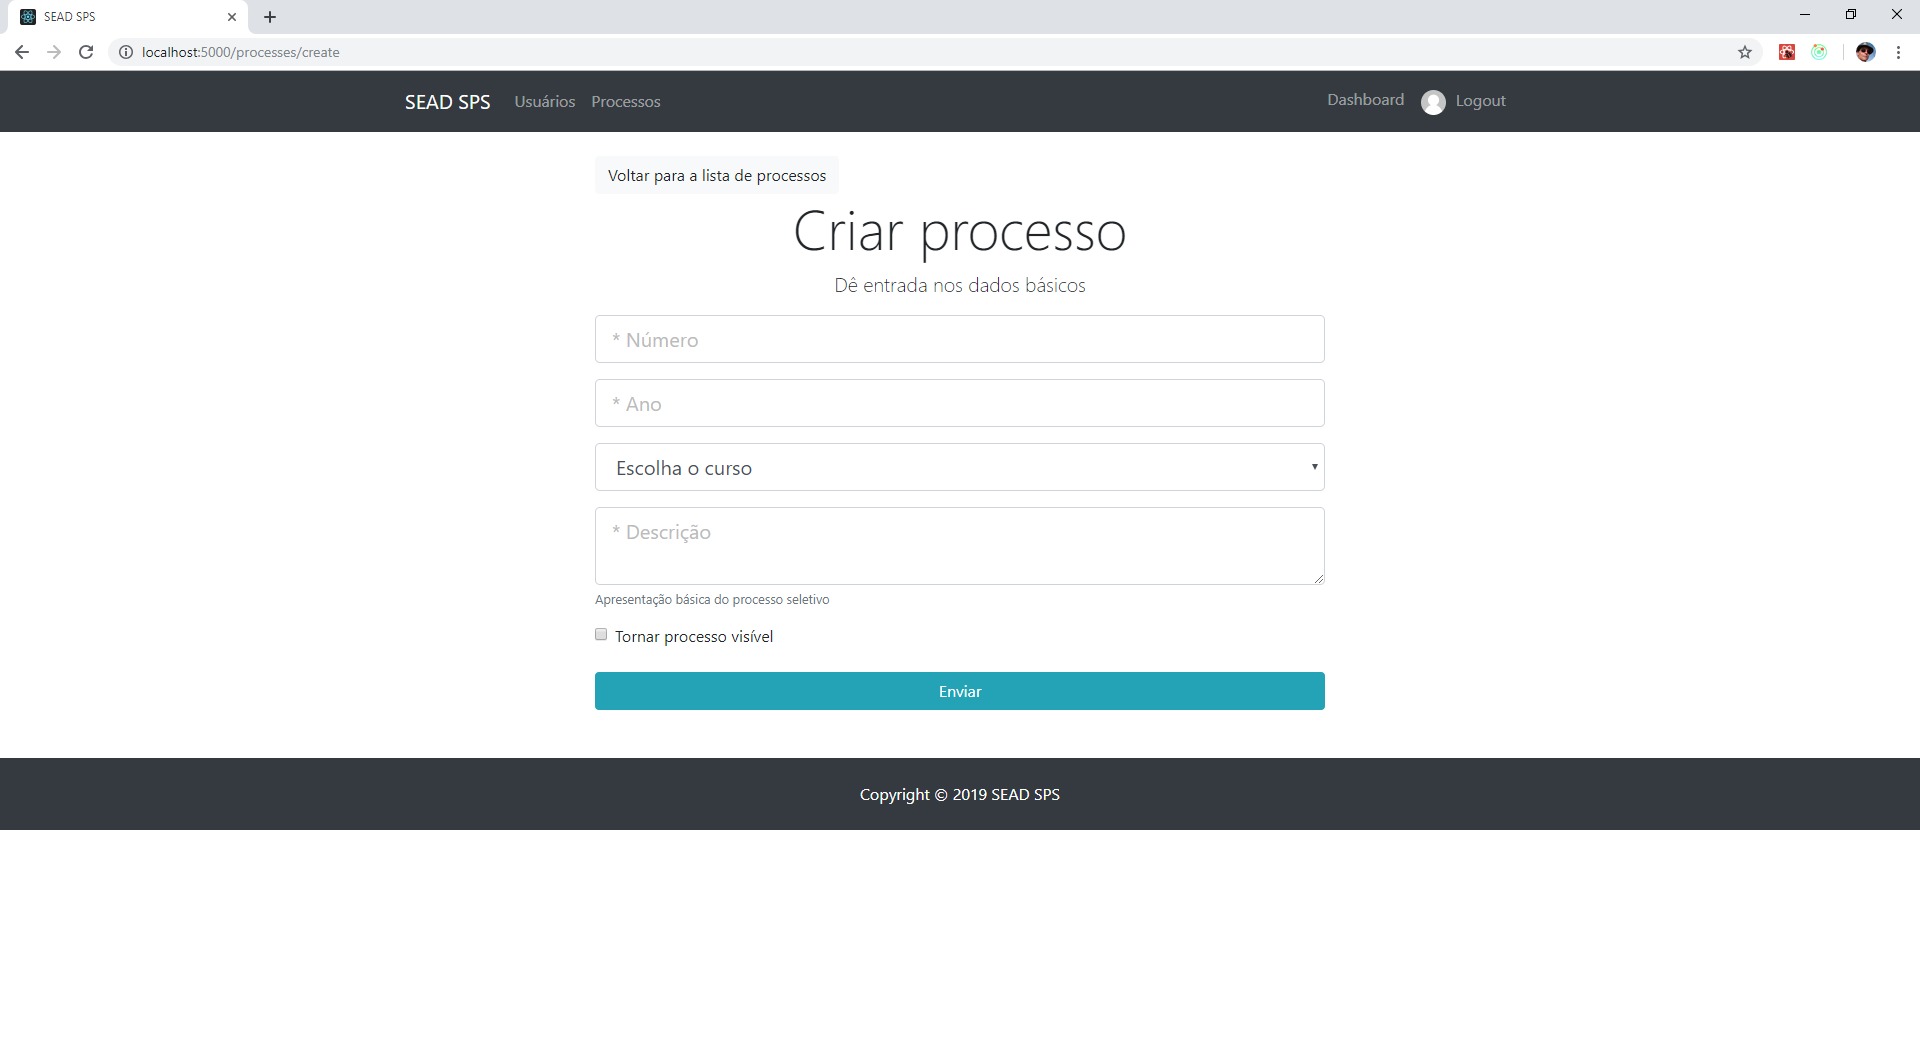 SEAD SPS
localhost:5000/processes/create
SEAD SPS Usuários Processos Dashboard Logout
Voltar para a lista de processos
Criar processo
Dê entrada nos dados básicos
* Número
* Ano
Escolha o curso
* Descrição
Apresentação básica do processo seletivo
Tornar processo visível
Enviar
Copyright © 2019 SEAD SPS